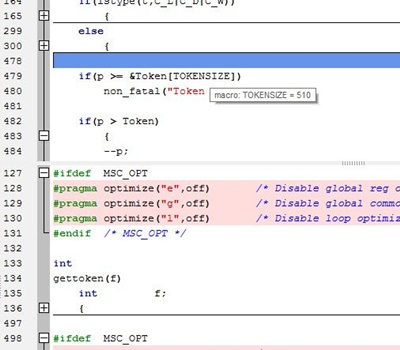 164 if(istype(t,C_L|C_D|C_W))
165 {
299 else
300 {
478
479 if(p >= &Token[TOKENSIZE])
480 non_fatal("Token
macro: TOKENSIZE = 510
481
482 if(p > Token)
483 {
484 --p;
127 #ifdef MSC_OPT
128 #pragma optimize("e",off) /* Disable global reg
129 #pragma optimize("g",off) /* Disable global commo
130 #pragma optimize("l",off) /* Disable loop optimiz
131 #endif /* MSC_OPT */
132
133 int
134 gettoken(f)
135 int f;
136 {
497
498 #ifdef MSC_OPT